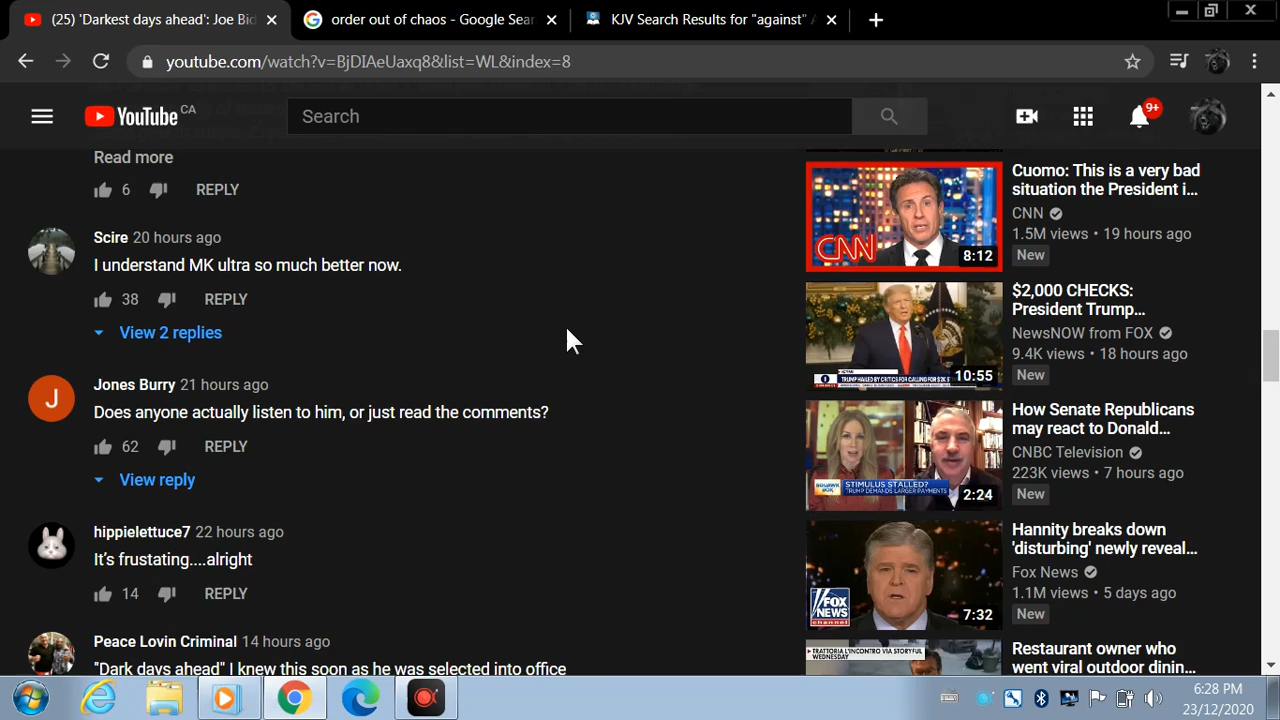 (25) 'Darkest days ahead': Joe Bid
order out of chaos - Google Sear
KJV Search Results for "against"
youtube.com/watch?v=BjDIAeUaxq8&list=WL&index=8
YouTube CA
Search
9+
Read more
6 REPLY
Scire 20 hours ago
I understand MK ultra so much better now.
38 REPLY
View 2 replies
J
Jones Burry 21 hours ago
Does anyone actually listen to him, or just read the comments?
62 REPLY
View reply
hippielettuce7 22 hours ago
It's frustating....alright
14 REPLY
Peace Lovin Criminal 14 hours ago
"Dark days ahead" I knew this soon as he was selected into office
CNN
8:12
Cuomo: This is a very bad
situation the President i...
CNN
1.5M views • 19 hours ago
New
TRUMP HAILED BY CRITICS FOR CALLING FOR $2K S
10:55
$2,000 CHECKS:
President Trump...
NewsNOW from FOX
9.4K views • 18 hours ago
New
SQUAWK BOX
STIMULUS STALLED?
TRUMP DEMANDS LARGER PAYMENTS
2:24
How Senate Republicans
may react to Donald...
CNBC Television
223K views • 7 hours ago
New
FOX NEWS channel
7:32
Hannity breaks down
'disturbing' newly reveal...
Fox News
1.1M views • 5 days ago
New
TRATTORIA L'INCONTRO VIA STORYFUL
WEDNESDAY
Restaurant owner who
went viral outdoor dinin...
6:28 PM
23/12/2020